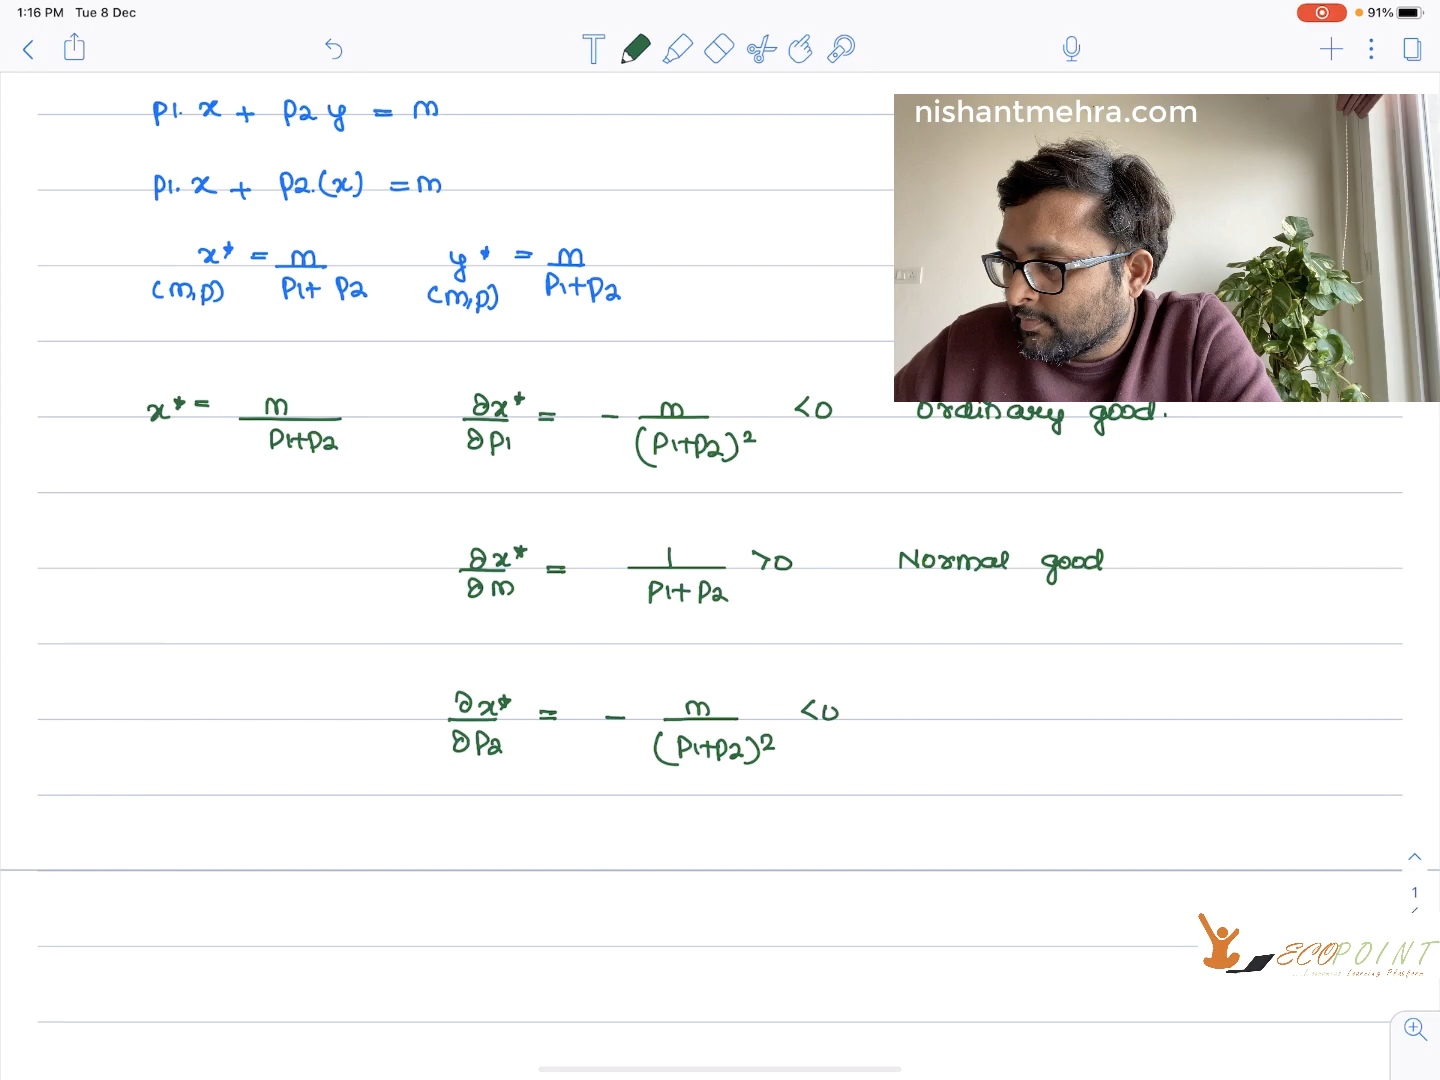 1:16 PM Tue 8 Dec
91%
nishantmehra.com
p1. x + p2 y = m
p1. x + p2.(x) = m
x* = m / (p1 + p2)    y* = m / (p1+p2)
(m,p)    (m,p)
x* = m / (p1+p2)    ∂x* / ∂p1 = - m / (p1+p2)² <0    Ordinary good.
∂x* / ∂m = 1 / (p1+p2) >0    Normal good
∂x* / ∂p2 = - m / (p1+p2)² <0
1
ECOPOINT
Learning Platform